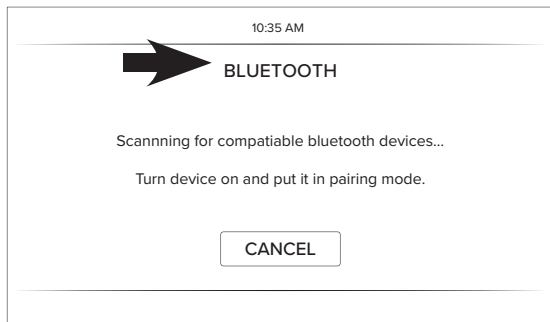 10:35 AM
BLUETOOTH
Scannning for compatiable bluetooth devices...
Turn device on and put it in pairing mode.
CANCEL